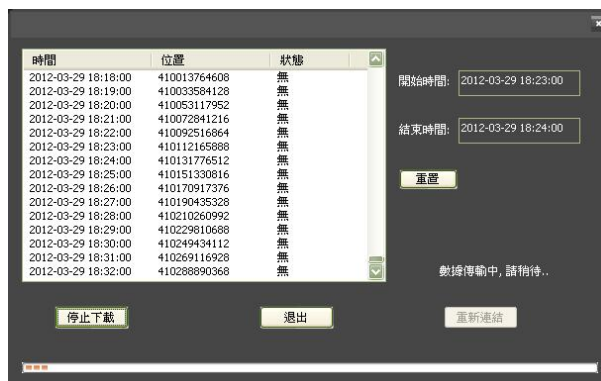 時間 位置 狀態
2012-03-29 18:18:00 410013764608 無
2012-03-29 18:19:00 410033584128 無
2012-03-29 18:20:00 410053117952 無
2012-03-29 18:21:00 410072841216 無
2012-03-29 18:22:00 410092516864 無
2012-03-29 18:23:00 410112165888 無
2012-03-29 18:24:00 410131776512 無
2012-03-29 18:25:00 410151330816 無
2012-03-29 18:26:00 410170917376 無
2012-03-29 18:27:00 410190435328 無
2012-03-29 18:28:00 410210260992 無
2012-03-29 18:29:00 410229810688 無
2012-03-29 18:30:00 410249434112 無
2012-03-29 18:31:00 410269116928 無
2012-03-29 18:32:00 410288890368 無
開始時間: 2012-03-29 18:23:00
結束時間: 2012-03-29 18:24:00
重置
數據傳輸中, 請稍待..
停止下載 退出 重新連結